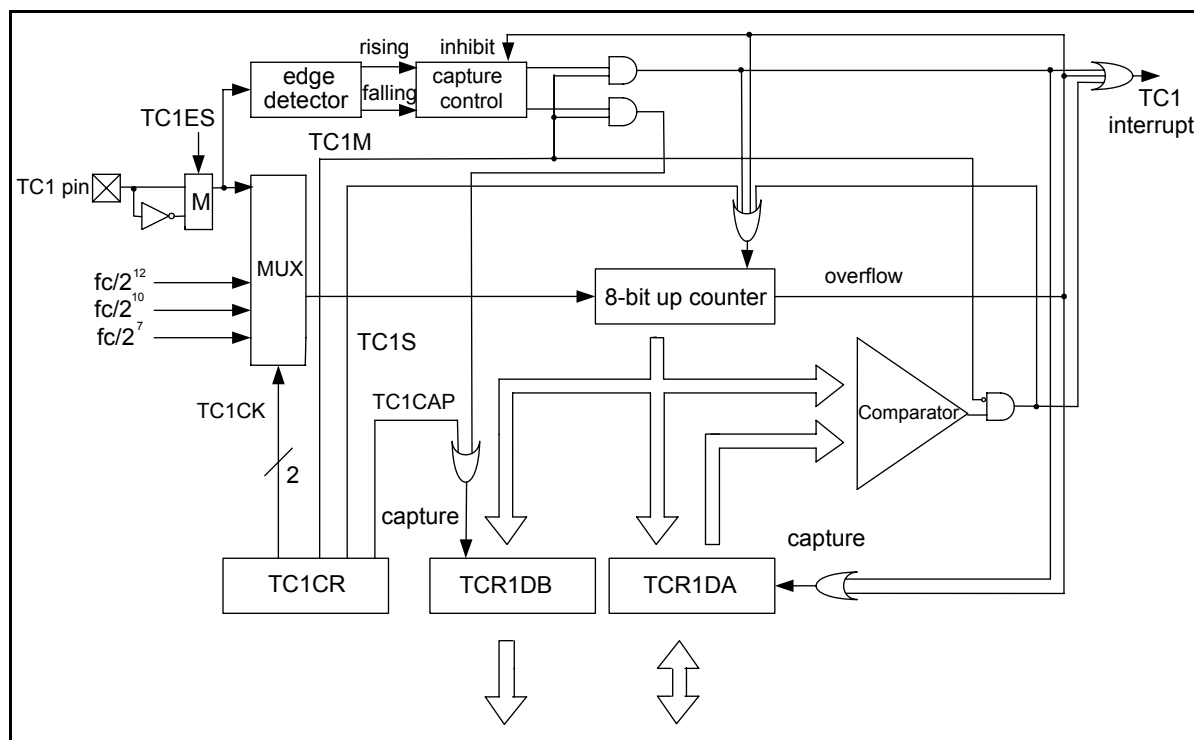 rising
inhibit
edge
detector
capture
control
falling
TC1
interrupt
TC1ES
TC1M
TC1 pin
M
MUX
fc/2^12
fc/2^10
fc/2^7
8-bit up counter
overflow
TC1S
TC1CK
TC1CAP
Comparator
2
capture
capture
TC1CR
TCR1DB
TCR1DA